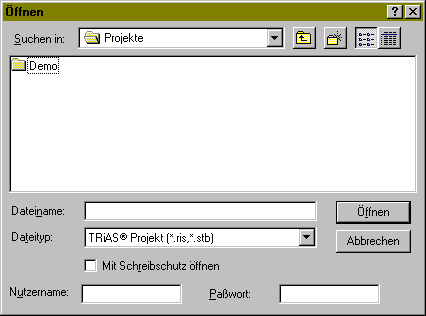 Öffnen
Suchen in: Projekte
Demo
Dateiname:
Öffnen
Dateityp: TRiAS® Projekt (*.ris,*.stb)
Abbrechen
Mit Schreibschutz öffnen
Nutzername: Paßwort: